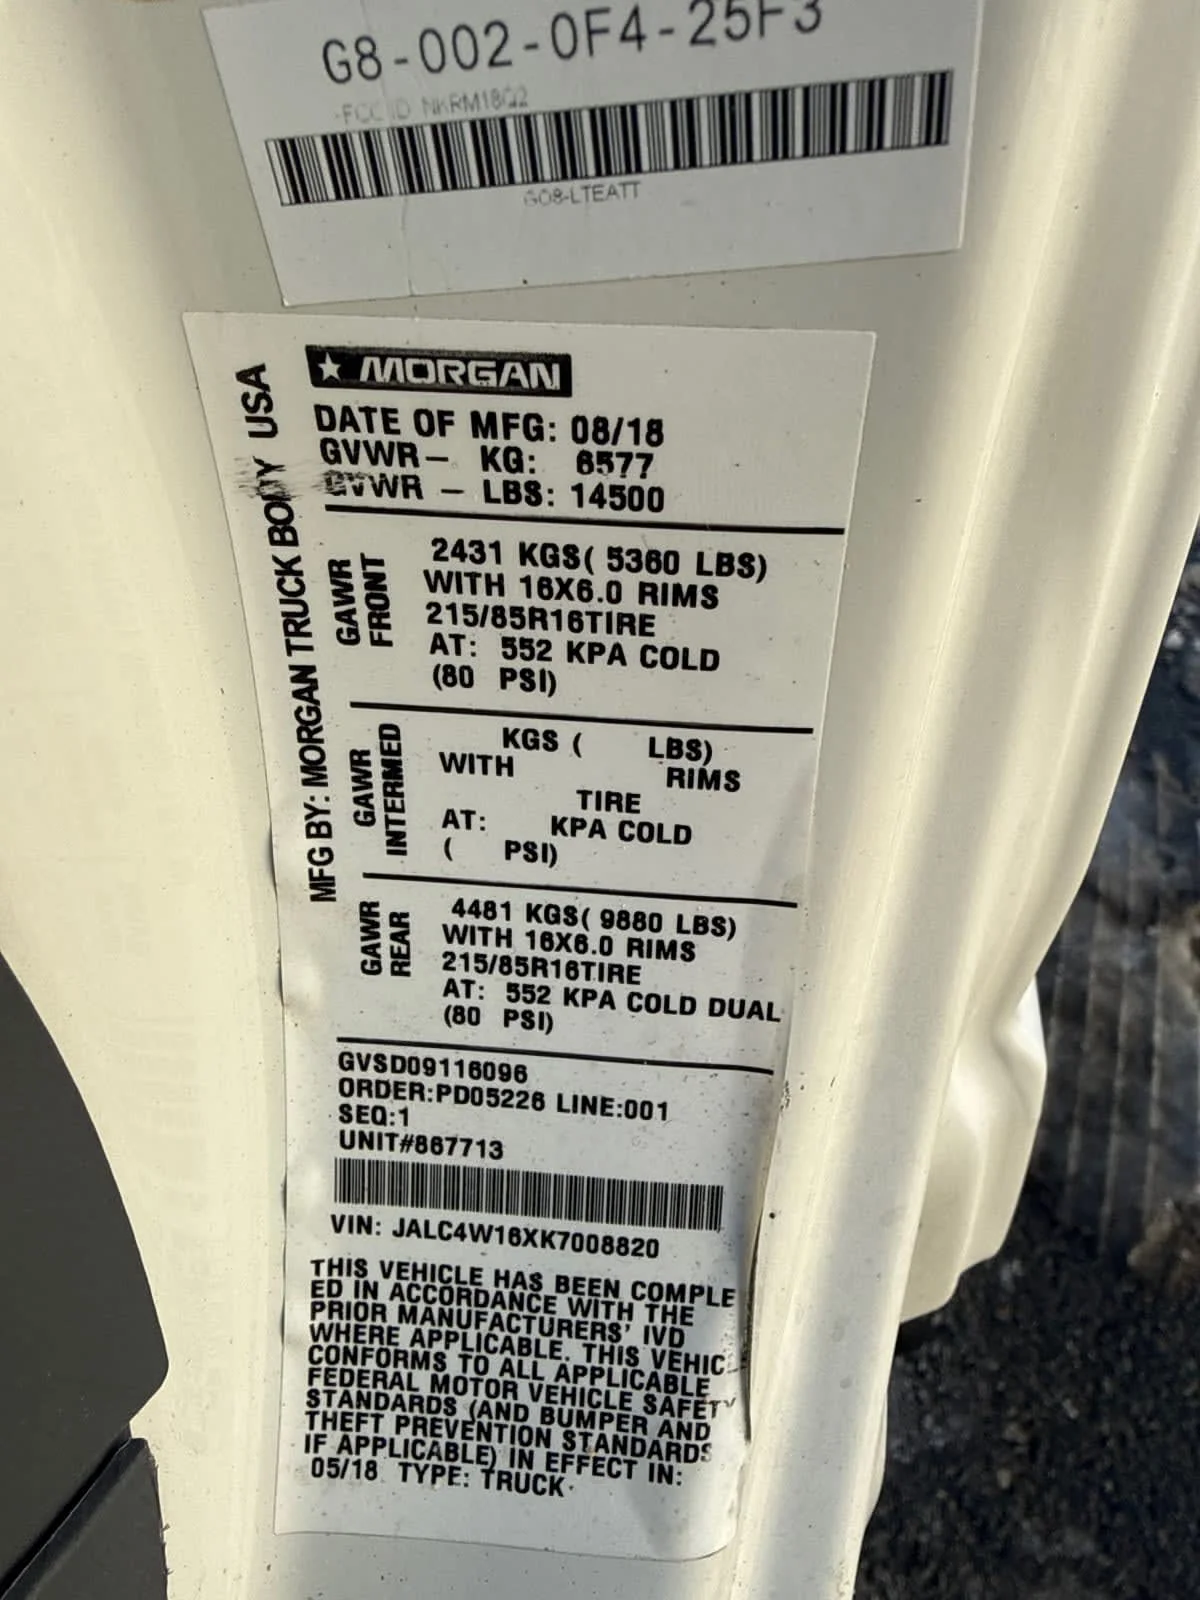 G8-002-0F4-25F3
-FCC ID NKRM18G2
G08-LTEATT
MORGAN
MFG BY: MORGAN TRUCK BODY USA
DATE OF MFG: 08/18
GVWR- KG: 6577
GVWR - LBS: 14500
GAWR
FRONT
2431 KGS( 5360 LBS)
WITH 16X6.0 RIMS
215/85R16TIRE
AT: 552 KPA COLD
(80 PSI)
GAWR
INTERMED
KGS ( LBS)
WITH RIMS
TIRE
AT: KPA COLD
( PSI)
GAWR
REAR
4481 KGS( 9880 LBS)
WITH 16X6.0 RIMS
215/85R16TIRE
AT: 552 KPA COLD DUAL
(80 PSI)
GVSD09116096
ORDER:PD05226 LINE:001
SEQ:1
UNIT#867713
VIN: JALC4W16XK7008820
THIS VEHICLE HAS BEEN COMPLE
ED IN ACCORDANCE WITH THE
PRIOR MANUFACTURERS' IVD
WHERE APPLICABLE. THIS VEHIC
CONFORMS TO ALL APPLICABLE
FEDERAL MOTOR VEHICLE SAFETY
STANDARDS (AND BUMPER AND
THEFT PREVENTION STANDARDS
IF APPLICABLE) IN EFFECT IN:
05/18 TYPE: TRUCK